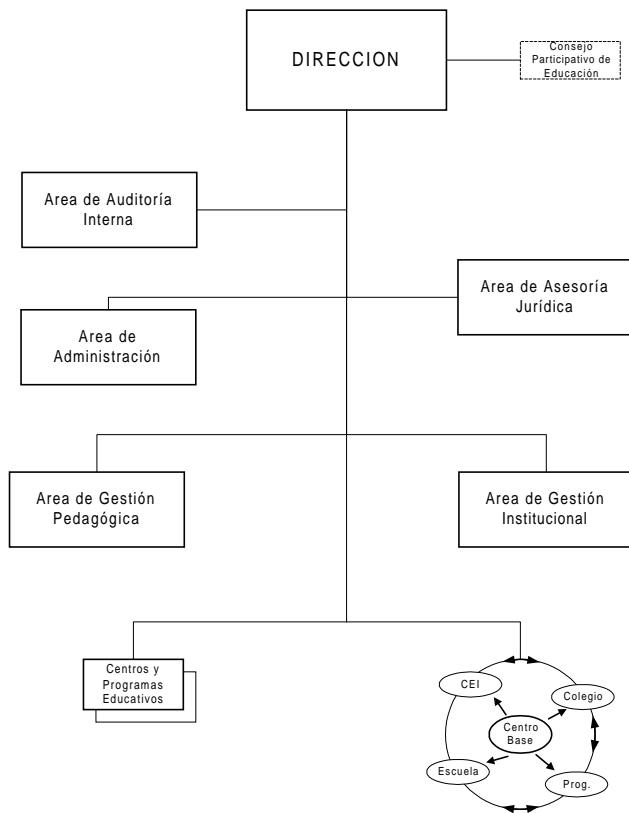 DIRECCION
Consejo
Participativo de
Educación
Area de Auditoría
Interna
Area de Asesoría
Jurídica
Area de
Administración
Area de Gestión
Pedagógica
Area de Gestión
Institucional
Centros y
Programas
Educativos
CEI
Colegio
Centro
Base
Escuela
Prog.